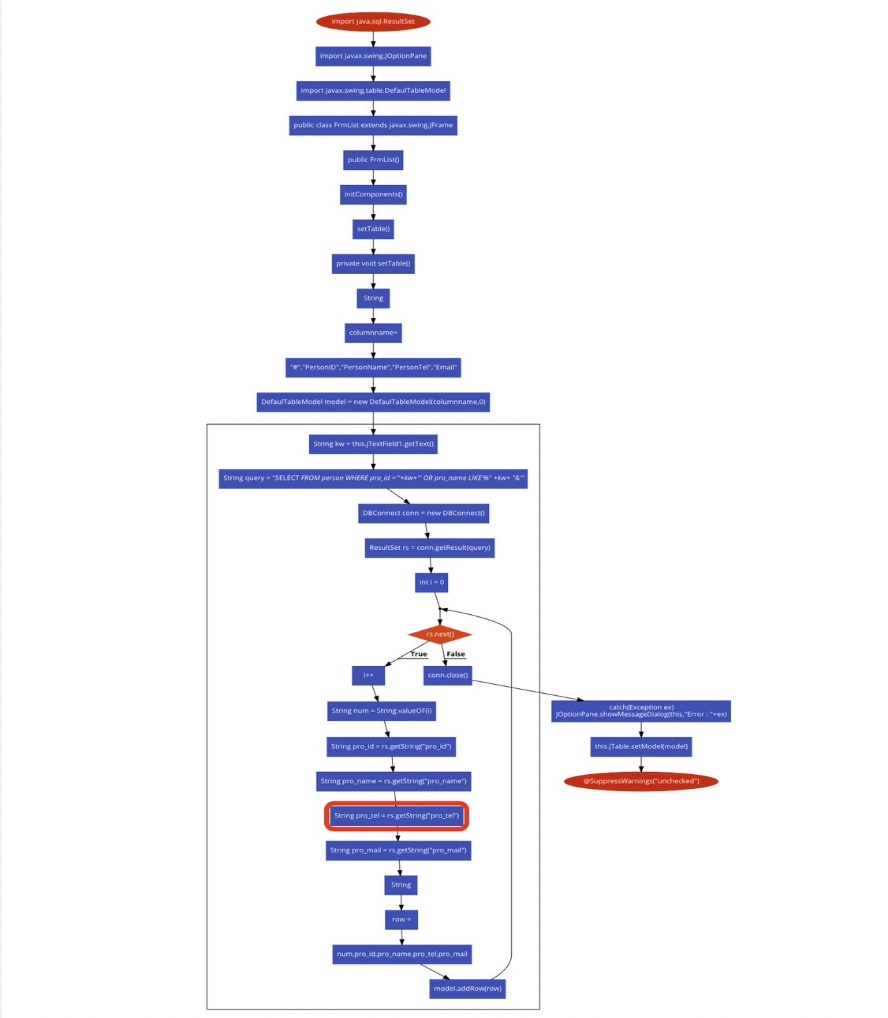 import java.sql.ResultSet
import javax.swing.JOptionPane
import javax.swing.table.DefaulTableModel
public class FrmList extends javax.swing.JFrame
public FrmList()
initComponents()
setTable()
private void setTable()
String
columnname=
"#","PersonID","PersonName","PersonTel","Email"
DefaulTableModel model = new DefaulTableModel(columnname,0)
String kw = this.jTextField1.getText()
String query = "SELECT FROM person WHERE pro_id ='"+kw+"' OR pro_name LIKE'%" +kw+ "&'"
DBConnect conn = new DBConnect()
ResultSet rs = conn.getResult(query)
int i = 0
rs.next()
True
False
i++
conn.close()
String num = String.valueOF(i)
catch(Exception ex)
JOptionPane.showMessageDialog(this,"Error : "+ex)
String pro_id = rs.getString("pro_id")
this.jTable.setModel(model)
String pro_name = rs.getString("pro_name")
@SuppressWarnings("unchecked")
String pro_tel = rs.getString("pro_tel")
String pro_mail = rs.getString("pro_mail")
String
row =
num,pro_id,pro_name,pro_tel,pro_mail
model.addRow(row)